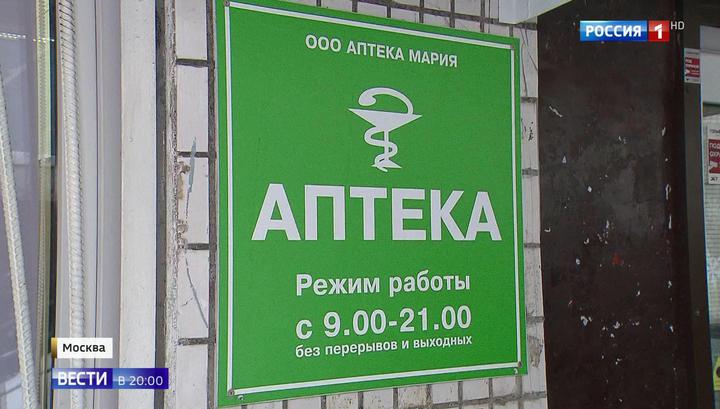 РОССИЯ 1 HD
ООО АПТЕКА МАРИЯ
АПТЕКА
Режим работы
с 9.00-21.00
без перерывов и выходных
Москва
ВЕСТИ В 20:00